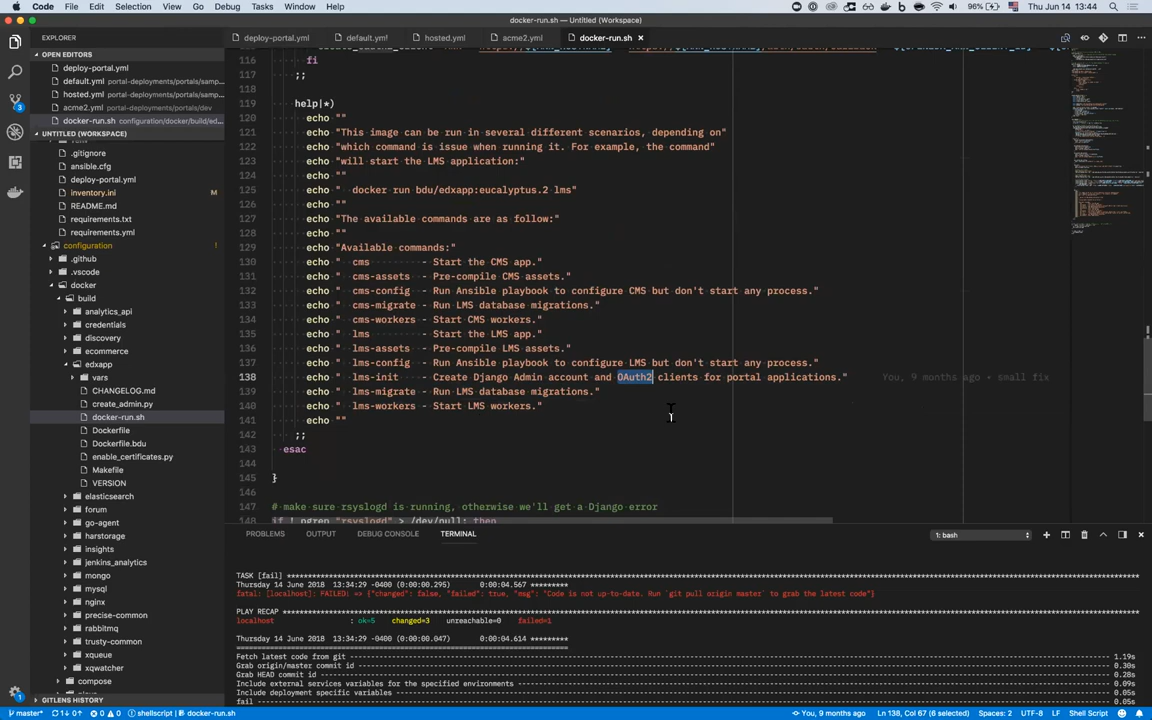 Code File Edit Selection View Go Debug Tasks Window Help 96% Thu Jun 14 13:44
docker-run.sh — Untitled (Workspace)
EXPLORER
OPEN EDITORS
deploy-portal.yml
default.yml portal-deployments/portals/samp...
hosted.yml portal-deployments/portals/samp...
acme2.yml portal-deployments/portals/dev
docker-run.sh configuration/docker/build/ed...
UNTITLED (WORKSPACE)
.gitignore
ansible.cfg
deploy-portal.yml
inventory.ini M
README.md
requirements.txt
requirements.yml
configuration
.github
.vscode
docker
build
analytics_api
credentials
discovery
ecommerce
edxapp
vars
CHANGELOG.md
create_admin.py
docker-run.sh
Dockerfile
Dockerfile.bdu
enable_certificates.py
Makefile
VERSION
elasticsearch
forum
go-agent
harstorage
insights
jenkins_analytics
mongo
mysql
nginx
precise-common
rabbitmq
trusty-common
xqueue
xqwatcher
compose
GITLENS HISTORY
deploy-portal.yml default.yml hosted.yml acme2.yml docker-run.sh
116 fi
117 ;;
118
119 help|*)
120 echo ""
121 echo "This image can be run in several different scenarios, depending on"
122 echo "which command is issue when running it. For example, the command"
123 echo "will start the LMS application:"
124 echo ""
125 echo " docker run bdu/edxapp:eucalyptus.2 lms"
126 echo ""
127 echo "The available commands are as follow:"
128 echo ""
129 echo "Available commands:"
130 echo " cms - Start the CMS app."
131 echo " cms-assets - Pre-compile CMS assets."
132 echo " cms-config - Run Ansible playbook to configure CMS but don't start any process."
133 echo " cms-migrate - Run LMS database migrations."
134 echo " cms-workers - Start CMS workers."
135 echo " lms - Start the LMS app."
136 echo " lms-assets - Pre-compile LMS assets."
137 echo " lms-config - Run Ansible playbook to configure LMS but don't start any process."
138 echo " lms-init - Create Django Admin account and OAuth2 clients for portal applications." You, 9 months ago • small fix
139 echo " lms-migrate - Run LMS database migrations."
140 echo " lms-workers - Start LMS workers."
141 echo ""
142 ;;
143 esac
144
145 }
146
147 # make sure rsyslogd is running, otherwise we'll get a Django error
148 if ! pgrep "rsyslogd" > /dev/null; then
PROBLEMS OUTPUT DEBUG CONSOLE TERMINAL 1: bash
TASK [fail] ***
Thursday 14 June 2018 13:34:29 -0400 (0:00:00.295) 0:00:04.567 *********
fatal: [localhost]: FAILED! => {"changed": false, "failed": true, "msg": "Code is not up-to-date. Run `git pull origin master` to grab the latest code"}
PLAY RECAP ***
localhost : ok=5 changed=3 unreachable=0 failed=1
Thursday 14 June 2018 13:34:29 -0400 (0:00:00.047) 0:00:04.614 *********
Fetch latest code from git --- 1.19s
Grab origin/master commit id --- 0.30s
Grab HEAD commit id --- 0.28s
Include external services variables for the specified environments --- 0.09s
Include deployment specific variables --- 0.05s
fail --- 0.05s
master* 1↓ 0↑ 0 0 shellscript | docker-run.sh You, 9 months ago Ln 138, Col 67 (6 selected) Spaces: 2 UTF-8 LF Shell Script